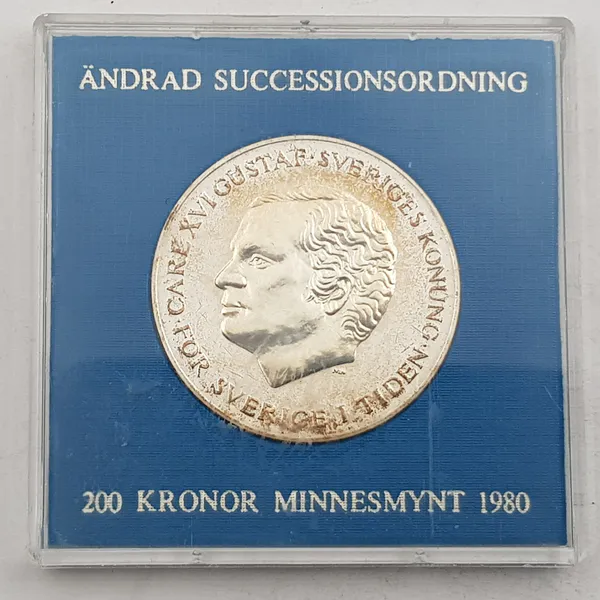 ÄNDRAD SUCCESSIONSORDNING
CARL XVI GUSTAF · SVERIGES KONUNG ·
FÖR SVERIGE I TIDEN
200 KRONOR MINNESMYNT 1980